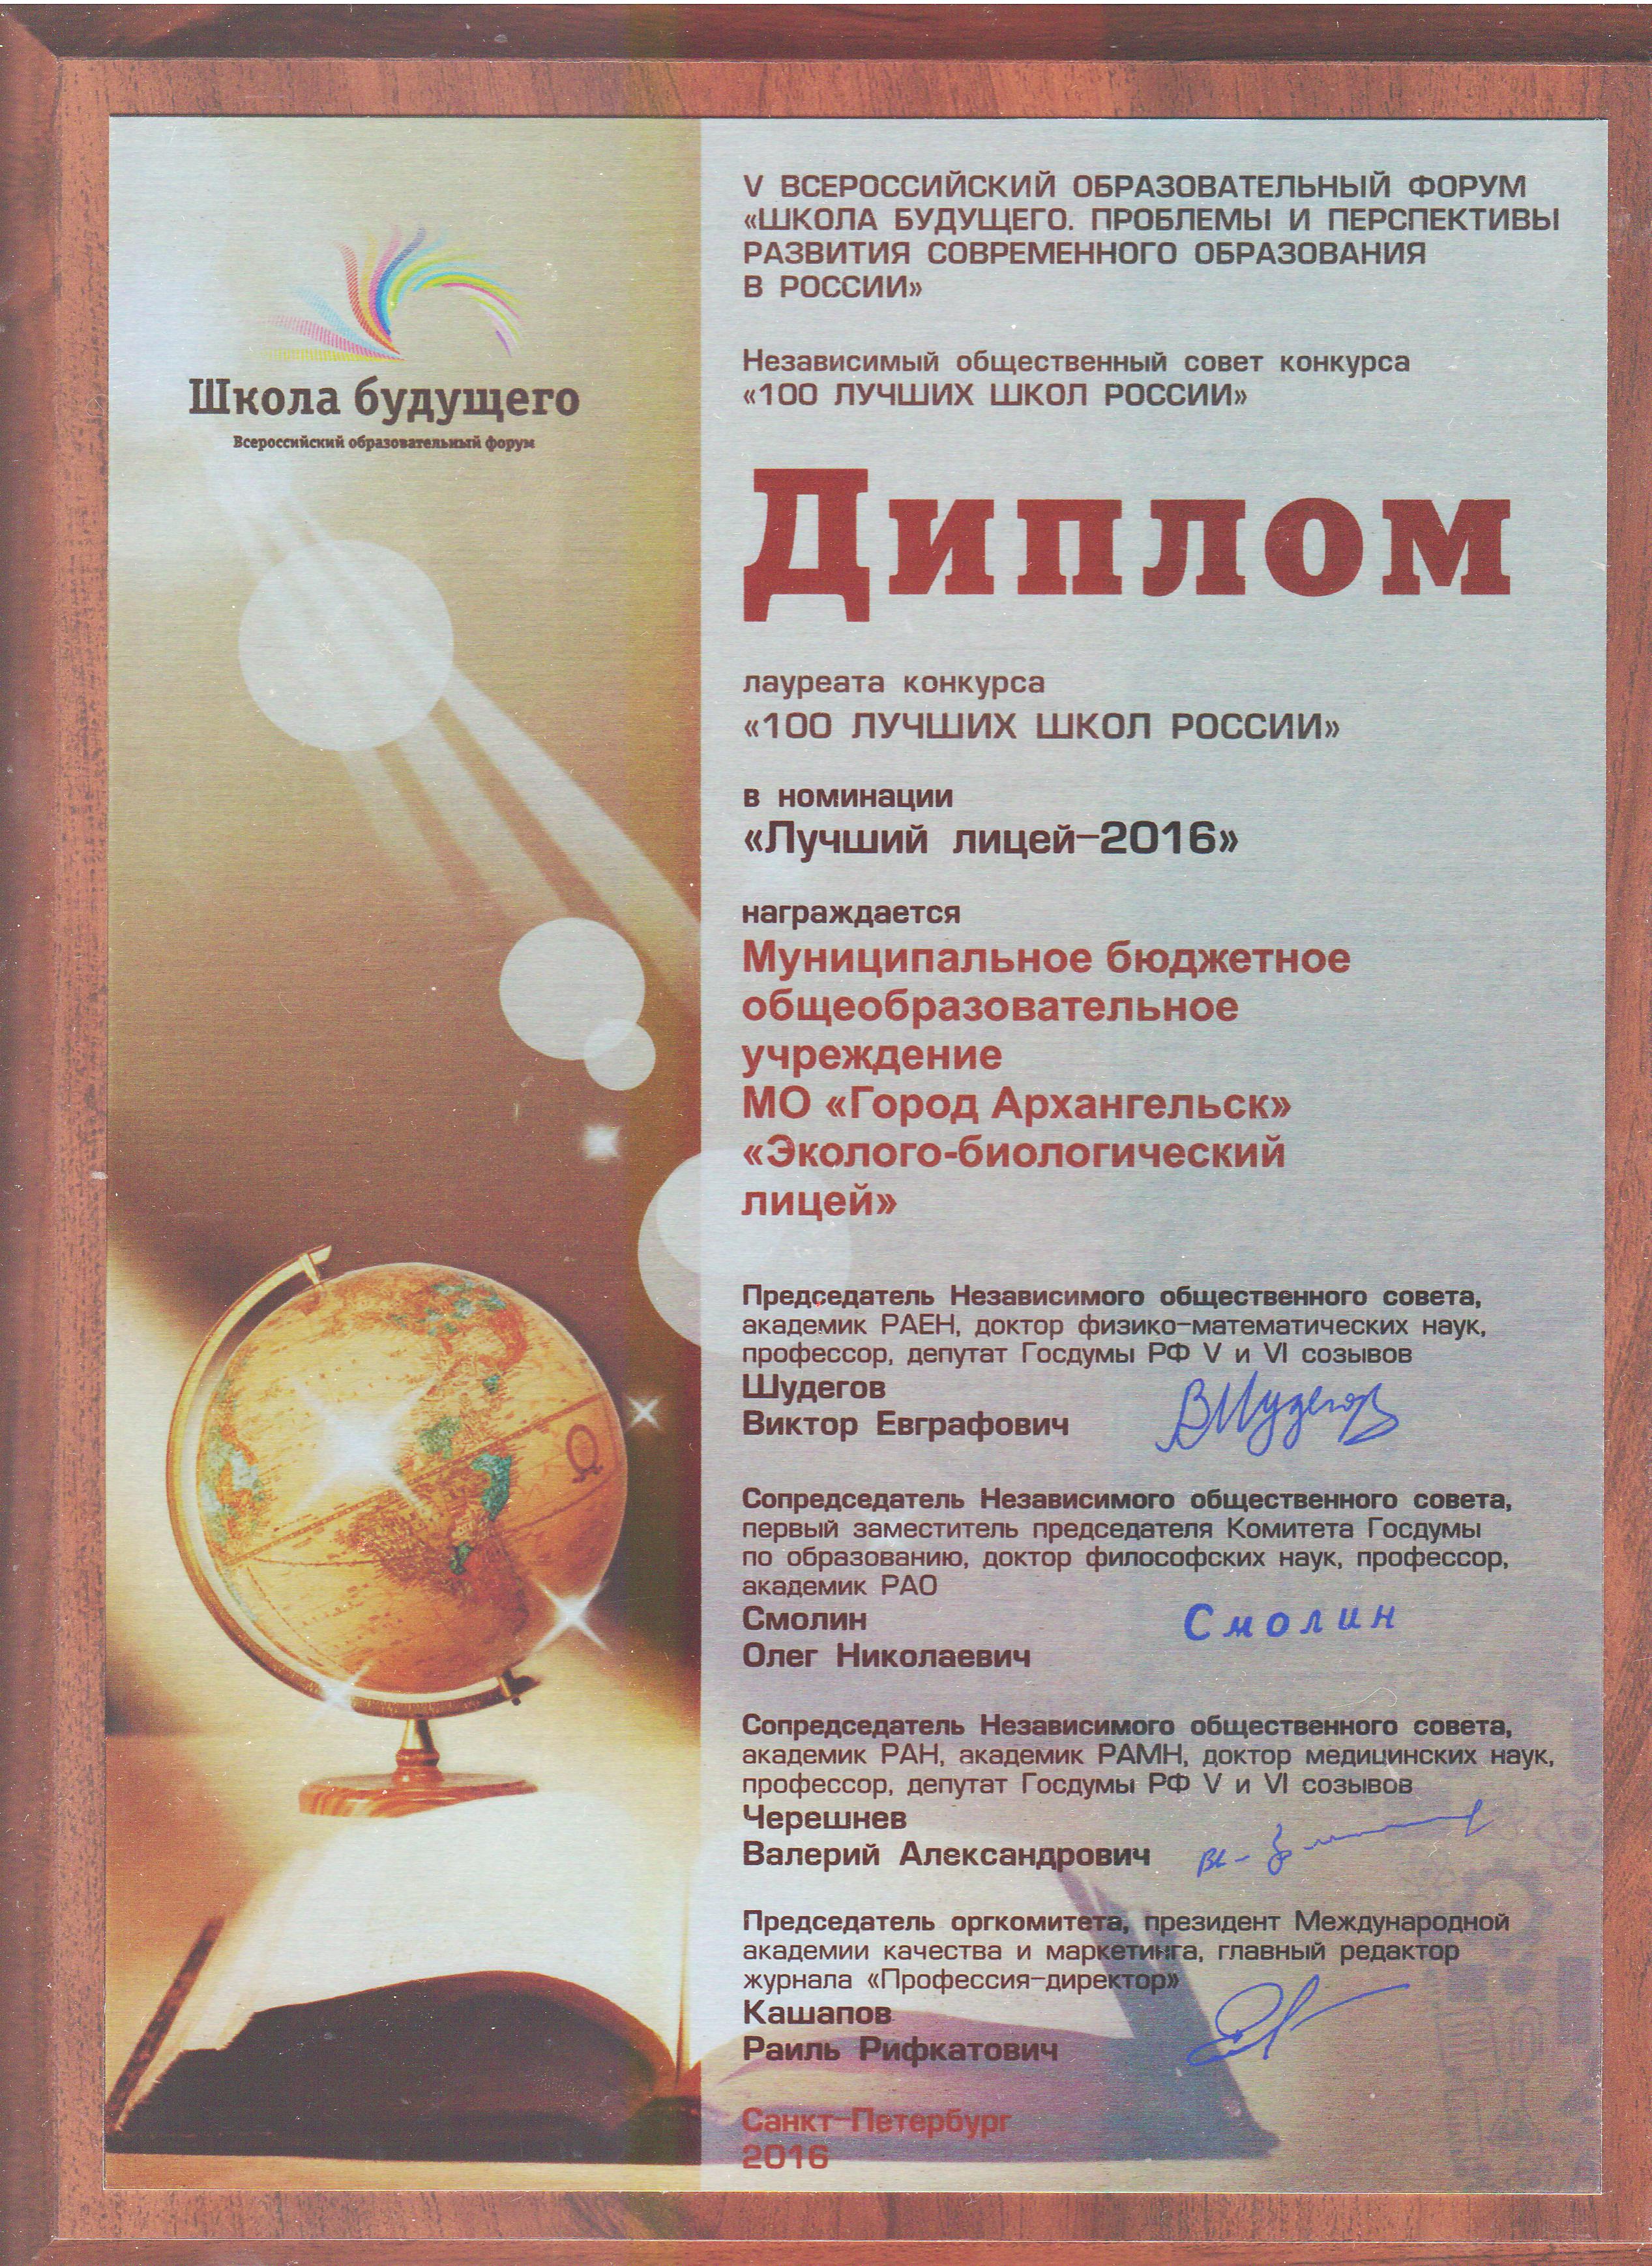 Школа будущего
Всероссийский образовательный форум
V ВСЕРОССИЙСКИЙ ОБРАЗОВАТЕЛЬНЫЙ ФОРУМ
«ШКОЛА БУДУЩЕГО. ПРОБЛЕМЫ И ПЕРСПЕКТИВЫ
РАЗВИТИЯ СОВРЕМЕННОГО ОБРАЗОВАНИЯ
В РОССИИ»
Независимый общественный совет конкурса
«100 ЛУЧШИХ ШКОЛ РОССИИ»
Диплом
лауреата конкурса
«100 ЛУЧШИХ ШКОЛ РОССИИ»
в номинации
«Лучший лицей–2016»
награждается
Муниципальное бюджетное
общеобразовательное
учреждение
МО «Город Архангельск»
«Эколого-биологический
лицей»
Председатель Независимого общественного совета,
академик РАЕН, доктор физико–математических наук,
профессор, депутат Госдумы РФ V и VI созывов
Шудегов
Виктор Евграфович
ВШудегов
Сопредседатель Независимого общественного совета,
первый заместитель председателя Комитета Госдумы
по образованию, доктор философских наук, профессор,
академик РАО
Смолин
Олег Николаевич
Смолин
Сопредседатель Независимого общественного совета,
академик РАН, академик РАМН, доктор медицинских наук,
профессор, депутат Госдумы РФ V и VI созывов
Черешнев
Валерий Александрович
Председатель оргкомитета, президент Международной
академии качества и маркетинга, главный редактор
журнала «Профессия–директор»
Кашапов
Раиль Рифкатович
Санкт–Петербург
2016